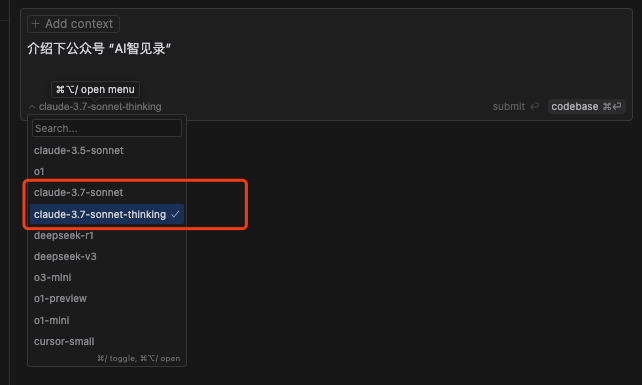 + Add context
介绍下公众号 “AI智见录”
⌘⌥/ open menu
claude-3.7-sonnet-thinking
submit ⏎
codebase ⌘⏎
Search...
claude-3.5-sonnet
o1
claude-3.7-sonnet
claude-3.7-sonnet-thinking ✓
deepseek-r1
deepseek-v3
o3-mini
o1-preview
o1-mini
cursor-small
⌘/ toggle, ⌘⌥/ open